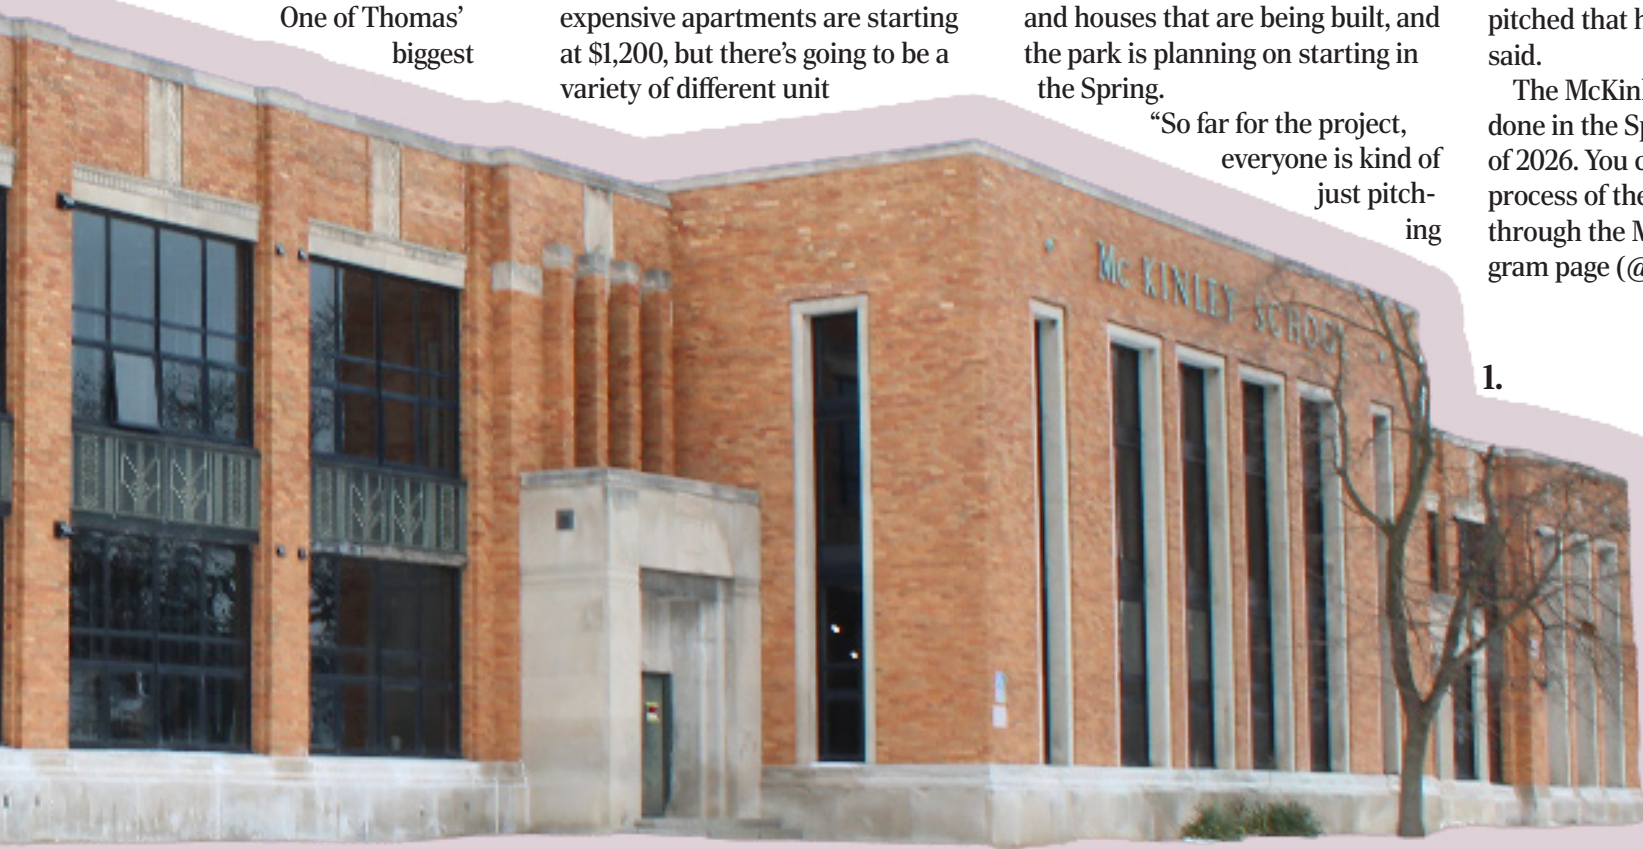 One of Thomas’
biggest
expensive apartments are starting
at $1,200, but there’s going to be a
variety of different unit
and houses that are being built, and
the park is planning on starting in
the Spring.
“So far for the project,
everyone is kind of
just pitch-
ing
pitched that
said.
The
done in the
of 2026. You
process of the
through the
gram page (@
1.
Mc KINLEY SCHOOL